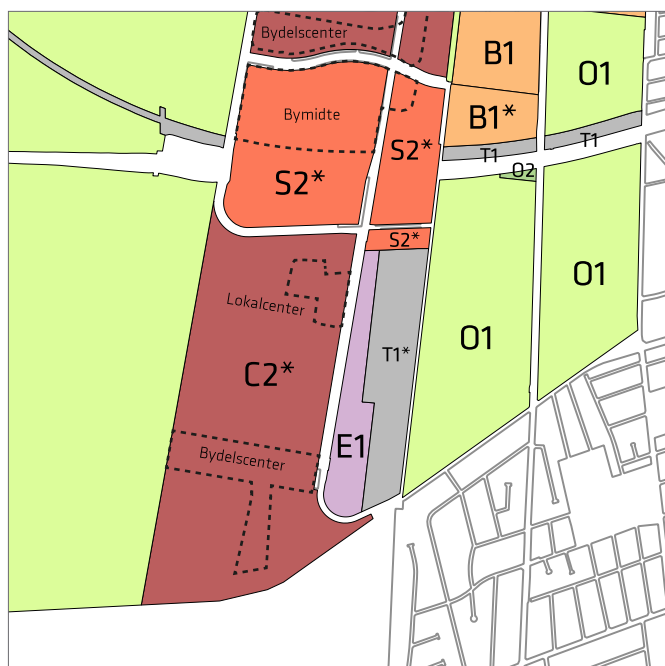 Bydelscenter
B1
O1
Bymidte
B1*
S2*
T1
T1
O2
S2*
S2*
O1
Lokalcenter
O1
T1*
C2*
E1
Bydelscenter